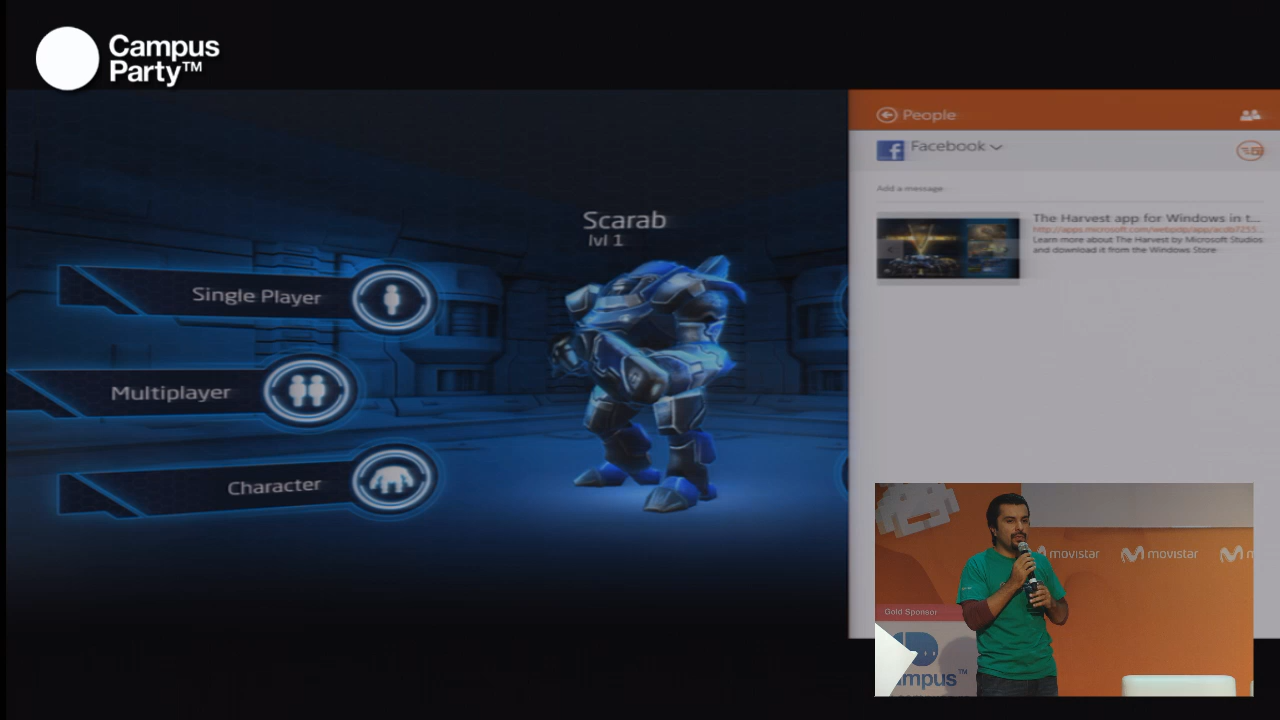 Campus
Party™
People
Facebook
Add a message
The Harvest app for Windows in t...
Learn more about The Harvest by Microsoft Studios
and download it from the Windows Store
Scarab
lvl 1
Single Player
Multiplayer
Character
movistar
movistar
Gold Sponsor
mpus™